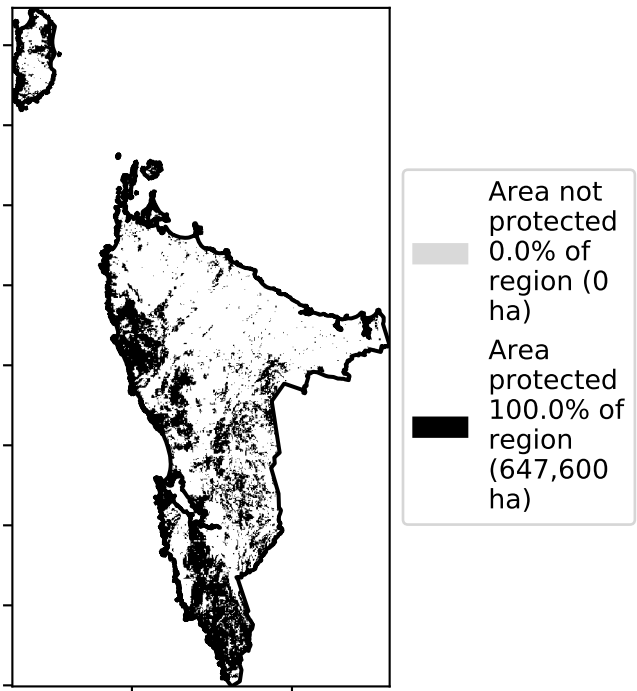 Area not
protected
0.0% of
region (0
ha)
Area
protected
100.0% of
region
(647,600
ha)